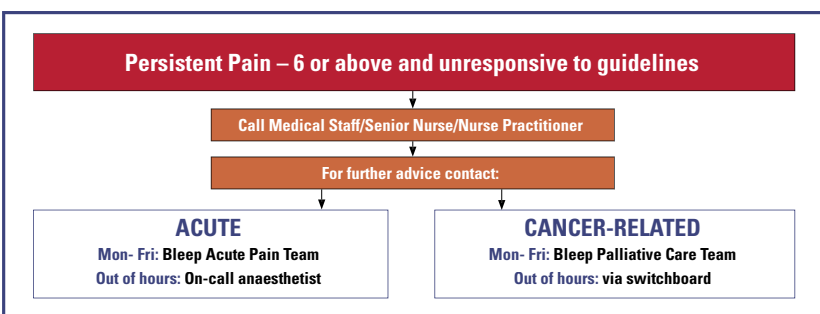 Persistent Pain – 6 or above and unresponsive to guidelines
Call Medical Staff/Senior Nurse/Nurse Practitioner
For further advice contact:
ACUTE
Mon- Fri: Bleep Acute Pain Team
Out of hours: On-call anaesthetist
CANCER-RELATED
Mon- Fri: Bleep Palliative Care Team
Out of hours: via switchboard